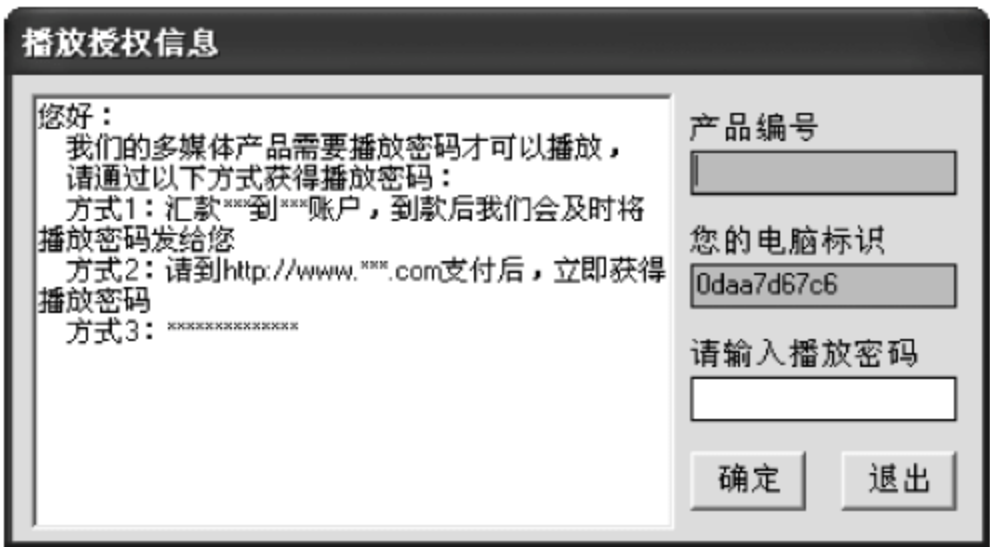 播放授权信息
您好：
我们的多媒体产品需要播放密码才可以播放，
请通过以下方式获得播放密码：
方式1：汇款***到***账户，到款后我们会及时将
播放密码发给您
方式2：请到http://www.***.com支付后，立即获得
播放密码
方式3：**************
产品编号
您的电脑标识
0daa7d67c6
请输入播放密码
确定
退出